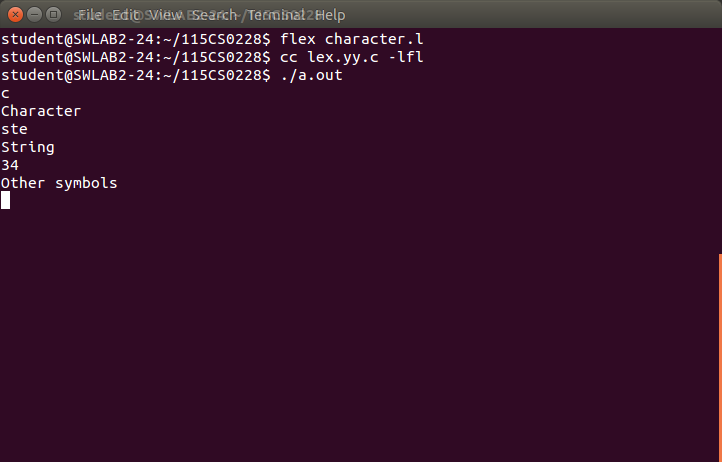 File Edit View Search Terminal Help
student@SWLAB2-24:~/115CS0228$ flex character.l
student@SWLAB2-24:~/115CS0228$ cc lex.yy.c -lfl
student@SWLAB2-24:~/115CS0228$ ./a.out
c
Character
ste
String
34
Other symbols